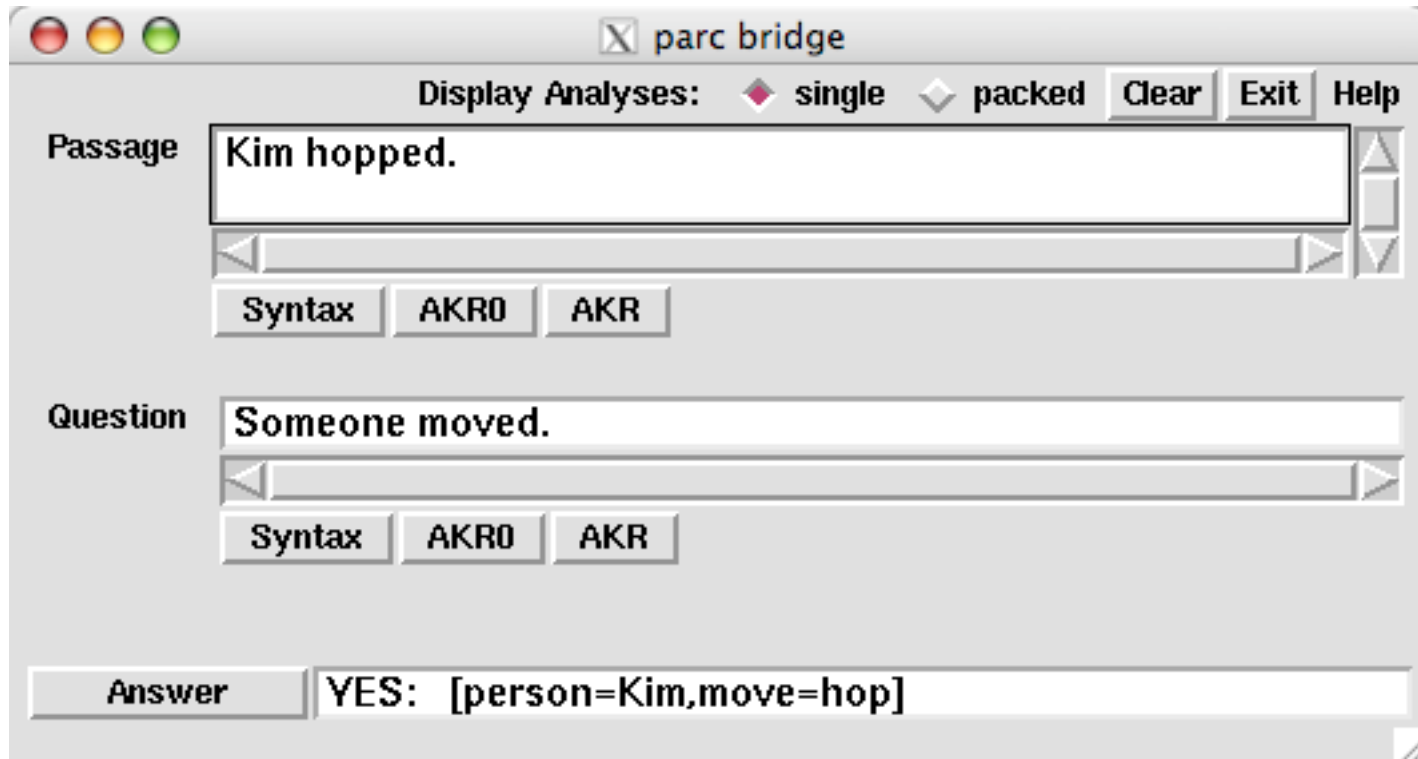 X parc bridge
Display Analyses: single packed Clear Exit Help
Passage Kim hopped.
Syntax AKR0 AKR
Question Someone moved.
Syntax AKR0 AKR
Answer YES: [person=Kim,move=hop]